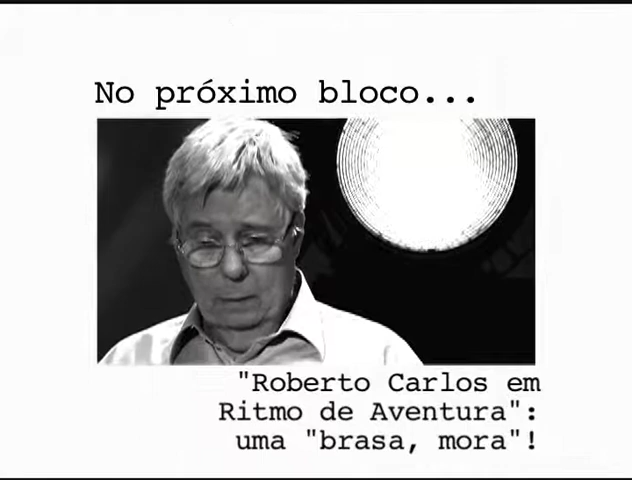 No próximo bloco...
"Roberto Carlos em
Ritmo de Aventura":
uma "brasa, mora"!